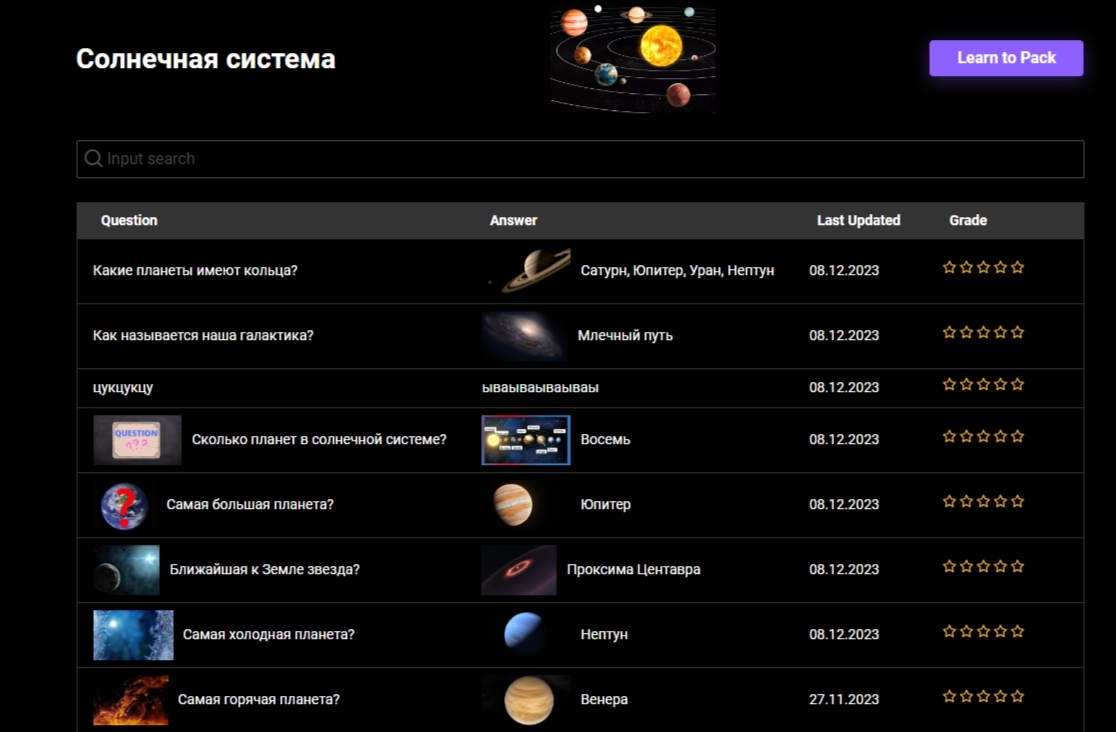 Солнечная система
Learn to Pack
Input search
Question Answer Last Updated Grade
Какие планеты имеют кольца? Сатурн, Юпитер, Уран, Нептун 08.12.2023
Как называется наша галактика? Млечный путь 08.12.2023
цукцукцу ываываываываы 08.12.2023
QUESTION
Сколько планет в солнечной системе? Восемь 08.12.2023
?
Самая большая планета? Юпитер 08.12.2023
Ближайшая к Земле звезда? Проксима Центавра 08.12.2023
Самая холодная планета? Нептун 08.12.2023
Самая горячая планета? Венера 27.11.2023